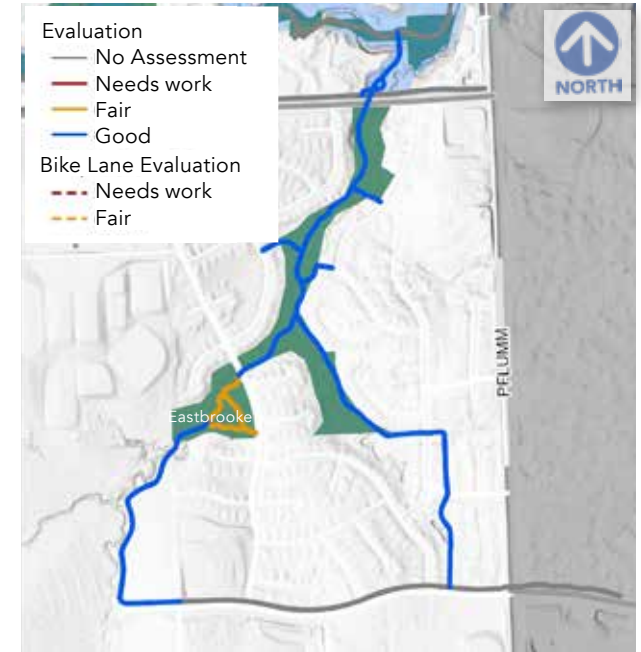 Evaluation
No Assessment
Needs work
Fair
Good
Bike Lane Evaluation
Needs work
Fair
NORTH
PFLUMM
Eastbrooke